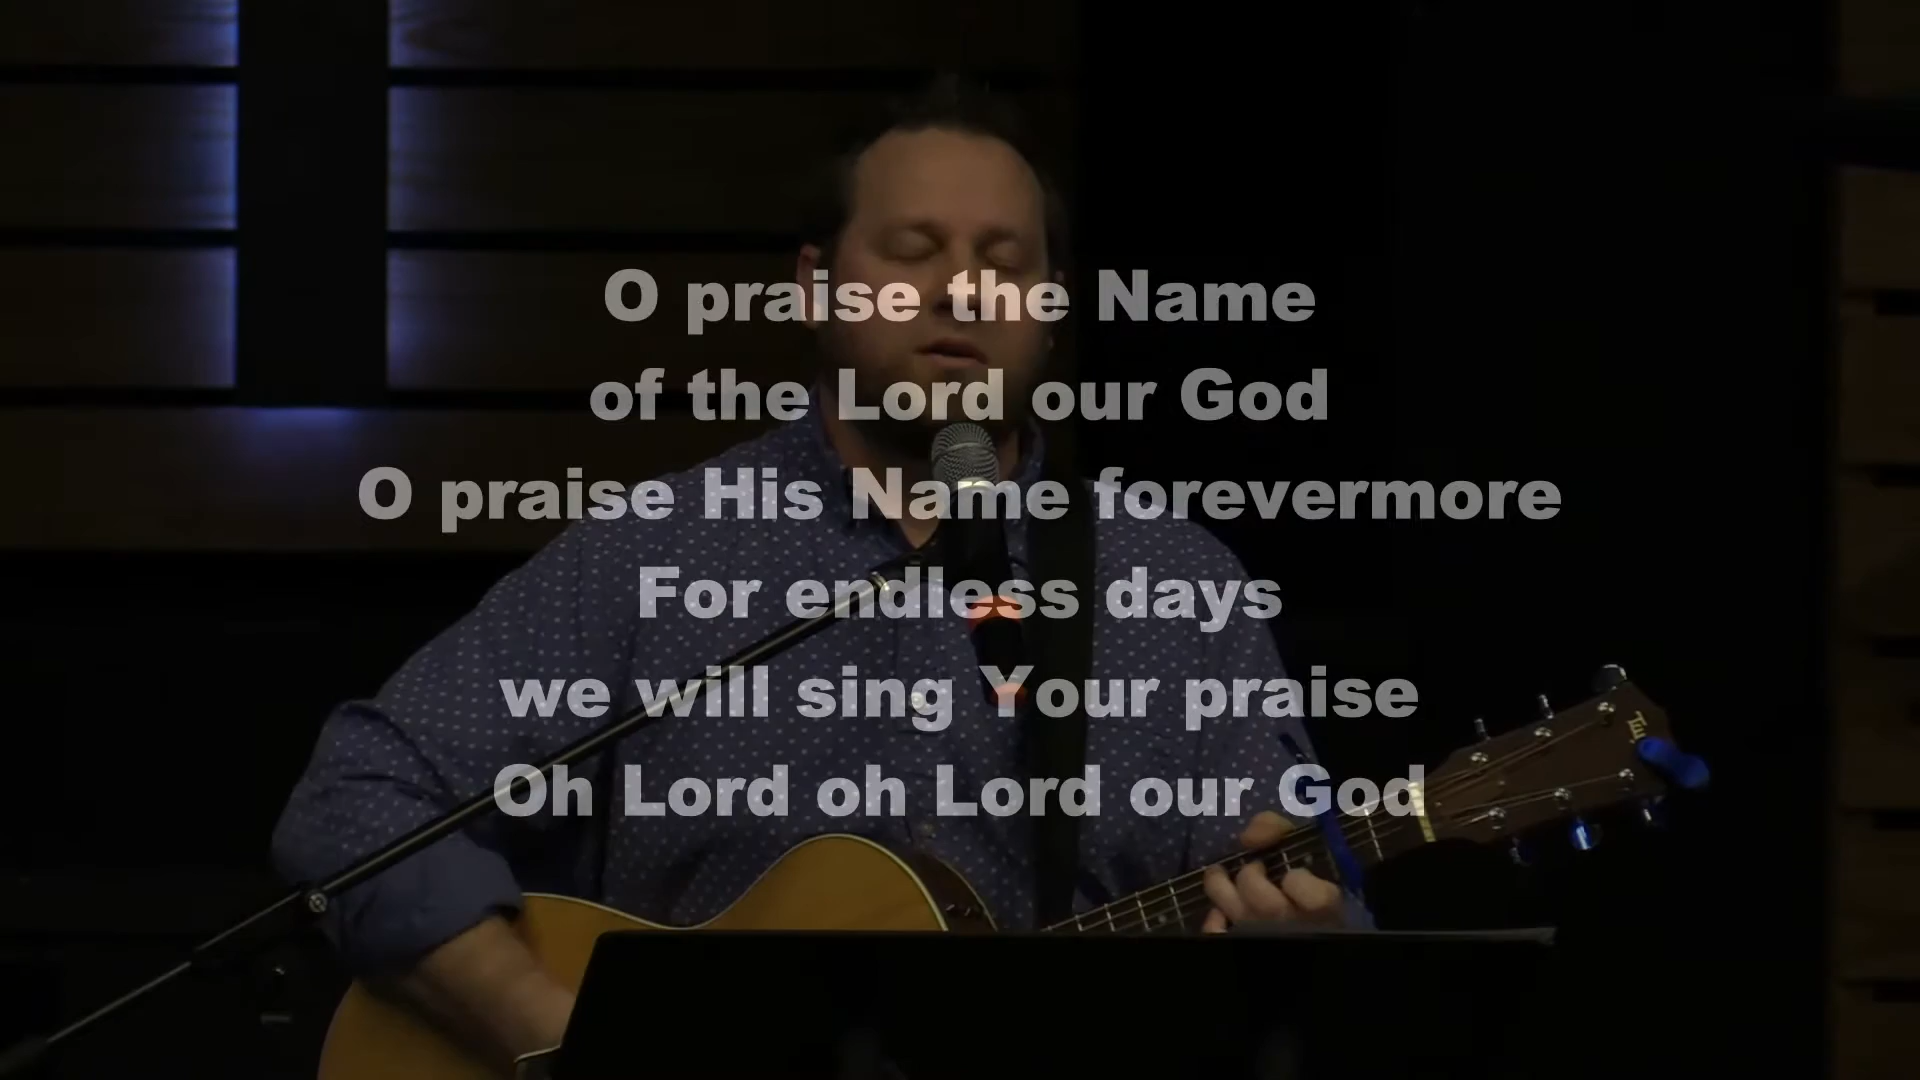 O praise the Name
of the Lord our God
O praise His Name forevermore
For endless days
we will sing Your praise
Oh Lord oh Lord our God